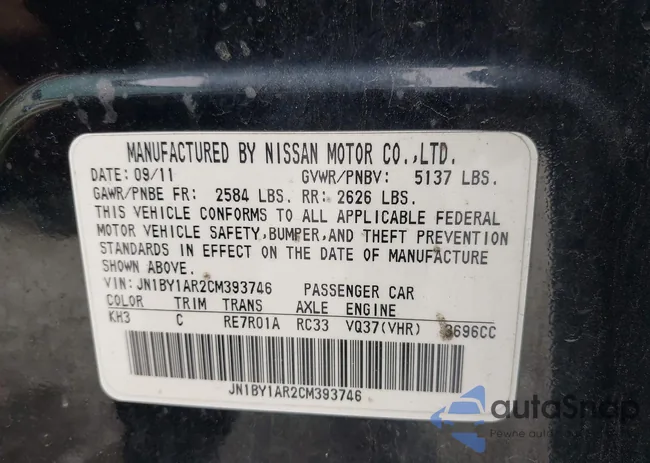 MANUFACTURED BY NISSAN MOTOR CO.,LTD.
DATE: 09/11 GVWR/PNBV: 5137 LBS.
GAWR/PNBE FR: 2584 LBS. RR: 2626 LBS.
THIS VEHICLE CONFORMS TO ALL APPLICABLE FEDERAL
MOTOR VEHICLE SAFETY,BUMPER,AND THEFT PREVENTION
STANDARDS IN EFFECT ON THE DATE OF MANUFACTURE
SHOWN ABOVE.
VIN: JN1BY1AR2CM393746 PASSENGER CAR
COLOR TRIM TRANS AXLE ENGINE
KH3 C RE7R01A RC33 VQ37(VHR) 3696CC
JN1BY1AR2CM393746
autoSnap
Pewne auto